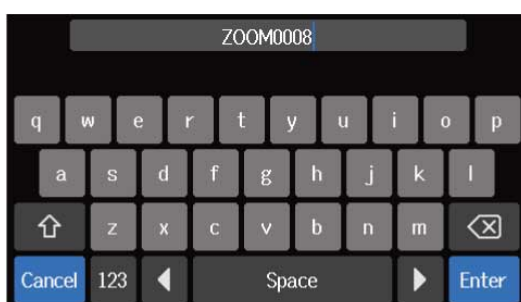 ZOOM0008
q w e r t y u i o p
a s d f g h j k l
z x c v b n m
Cancel 123 Space Enter